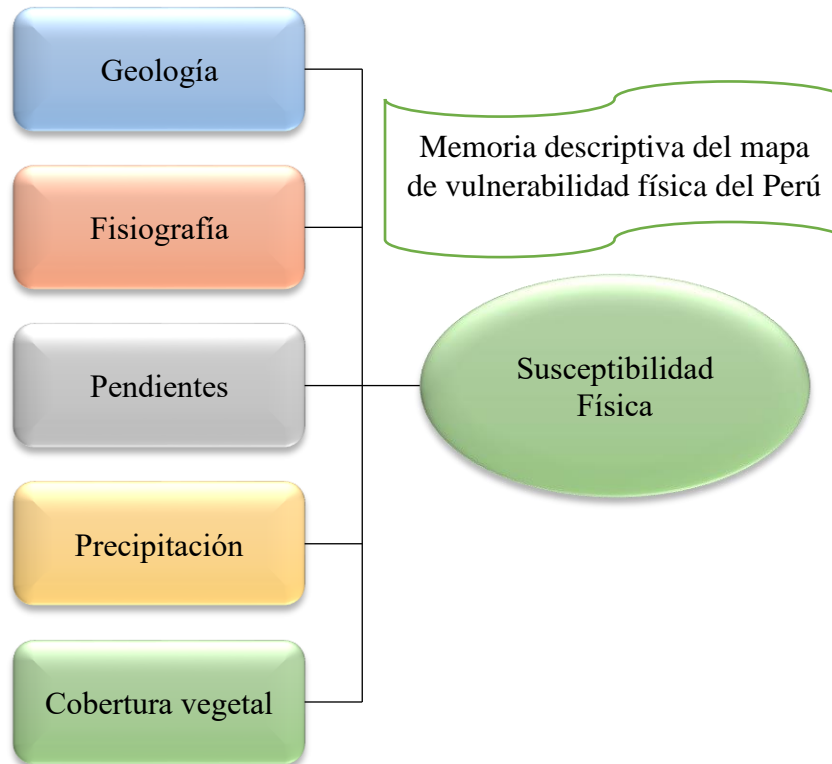 Geología
Memoria descriptiva del mapa
de vulnerabilidad física del Perú
Fisiografía
Pendientes
Susceptibilidad
Física
Precipitación
Cobertura vegetal